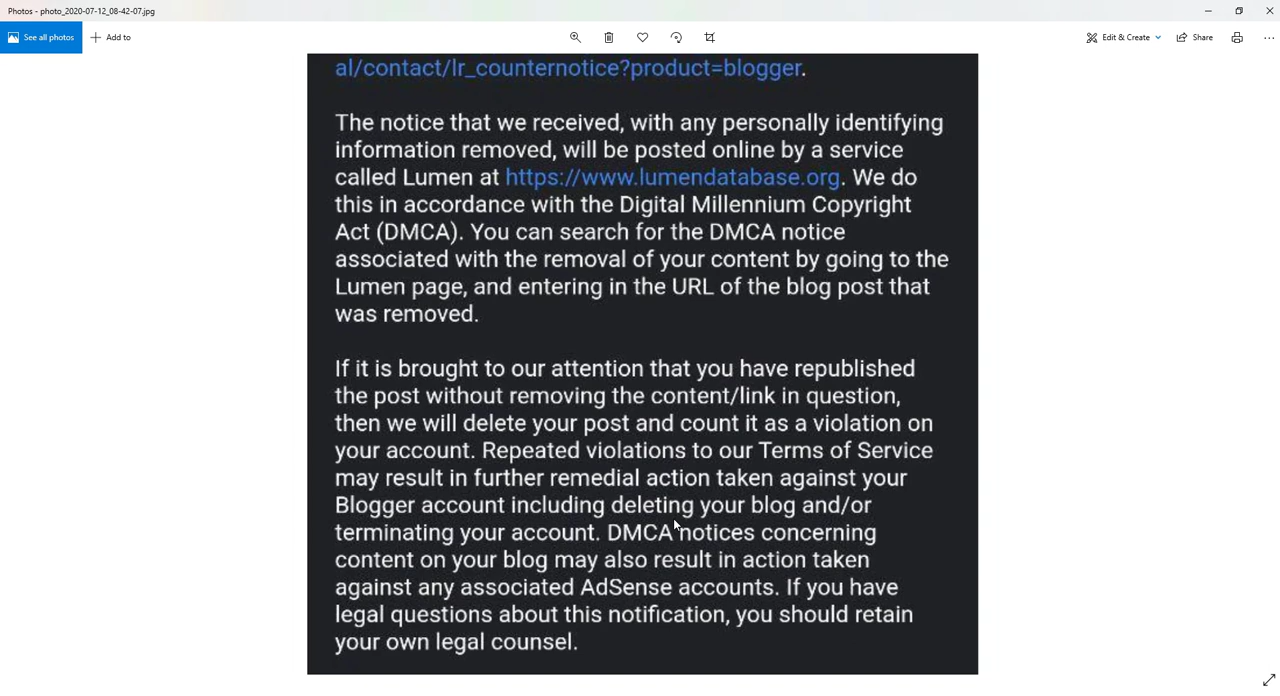 Photos - photo_2020-07-12_08-42-07.jpg
See all photos
Add to
Edit & Create
Share
al/contact/lr_counternotice?product=blogger.
The notice that we received, with any personally identifying
information removed, will be posted online by a service
called Lumen at https://www.lumendatabase.org. We do
this in accordance with the Digital Millennium Copyright
Act (DMCA). You can search for the DMCA notice
associated with the removal of your content by going to the
Lumen page, and entering in the URL of the blog post that
was removed.
If it is brought to our attention that you have republished
the post without removing the content/link in question,
then we will delete your post and count it as a violation on
your account. Repeated violations to our Terms of Service
may result in further remedial action taken against your
Blogger account including deleting your blog and/or
terminating your account. DMCA notices concerning
content on your blog may also result in action taken
against any associated AdSense accounts. If you have
legal questions about this notification, you should retain
your own legal counsel.